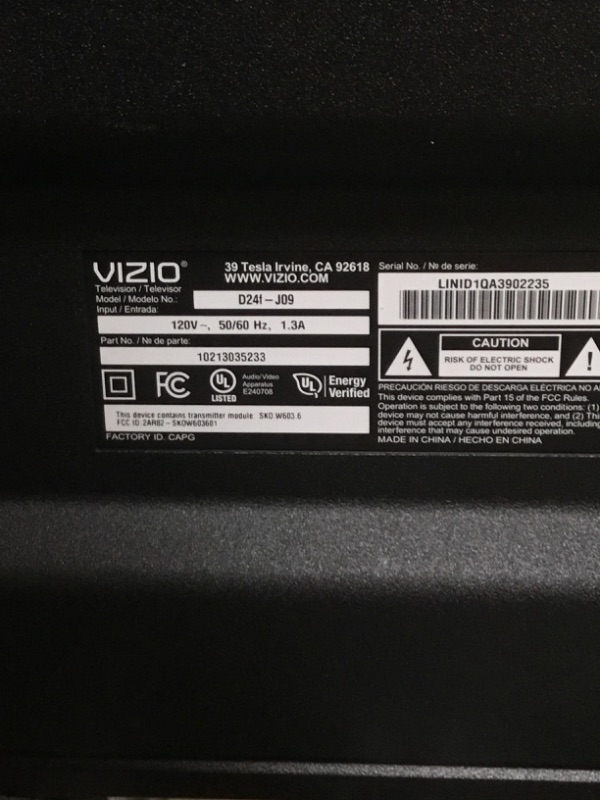 VIZIO®
39 Tesla Irvine, CA 92618
WWW.VIZIO.COM
Television / Televisor
Model / Modelo No.:
D24f-J09
Input / Entrada:
120V~, 50/60 Hz, 1.3A
Part No. / № de parte:
10213035233
FC
UL
LISTED
Audio/Video
Apparatus
E240708
UL
Energy
Verified
This device contains transmitter module SKO W603.6
FCC ID: 2AR82-SKOW603601
FACTORY ID. CAPG
Serial No. / № de serie:
LINID1QA3902235
CAUTION
RISK OF ELECTRIC SHOCK
DO NOT OPEN
PRECAUCIÓN RIESGO DE DESCARGA ELÉCTRICA NO
This device complies with Part 15 of the FCC Rules.
Operation is subject to the following two conditions: (1)
device may not cause harmful interference, and (2)
device must accept any interference received,
interference that may cause undesired operation.
MADE IN CHINA / HECHO EN CHINA